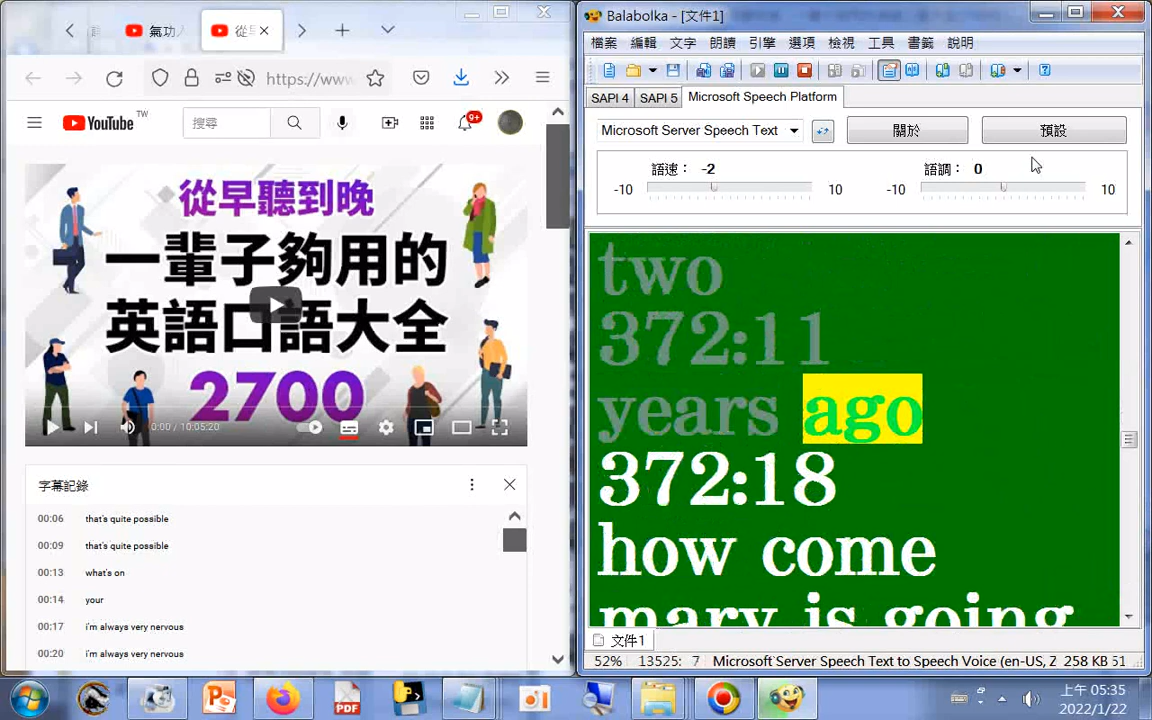 氣功人
從
https://www
YouTube TW
搜尋
9+
從早聽到晚
一輩子夠用的
英語口語大全
2700
0:00 / 10:05:20
字幕記錄
00:06 that's quite possible
00:09 that's quite possible
00:13 what's on
00:14 your
00:17 i'm always very nervous
00:20 i'm always very nervous
Balabolka - [文件1]
檔案 編輯 文字 朗讀 引擎 選項 檢視 工具 書籤 說明
SAPI 4 SAPI 5 Microsoft Speech Platform
Microsoft Server Speech Text 關於 預設
語速： -2 語調： 0
-10 10 -10 10
two
372:11
years ago
372:18
how come
mary is going
文件1
52% 13525: 7 Microsoft Server Speech Text to Speech Voice (en-US, Z 258 KB 51
PDF
上午 05:35
2022/1/22